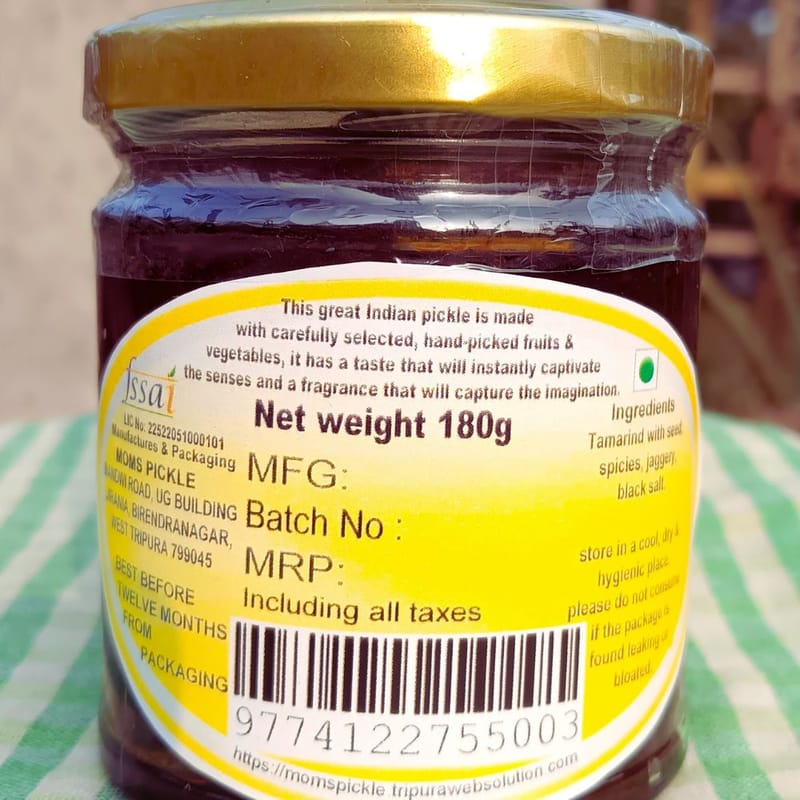 This great Indian pickle is made
with carefully selected, hand-picked fruits &
vegetables, it has a taste that will instantly captivate
the senses and a fragrance that will capture the imagination.
fssai
LIC No: 22522051000101
Manufactures & Packaging
MOMS PICKLE
ROAD, UG BUILDING
BIRENDRANAGAR,
WEST TRIPURA 799045
BEST BEFORE
TWELVE MONTHS
FROM
PACKAGING
Net weight 180g
MFG:
Batch No :
MRP:
Including all taxes
9774122755003
https://momspickle.tripurawebsolution.com
Ingredients
Tamarind with seed,
spicies, jaggery,
black salt.
store in a cool, dry &
hygienic place.
please do not consume
if the package is
found leaking or
bloated.